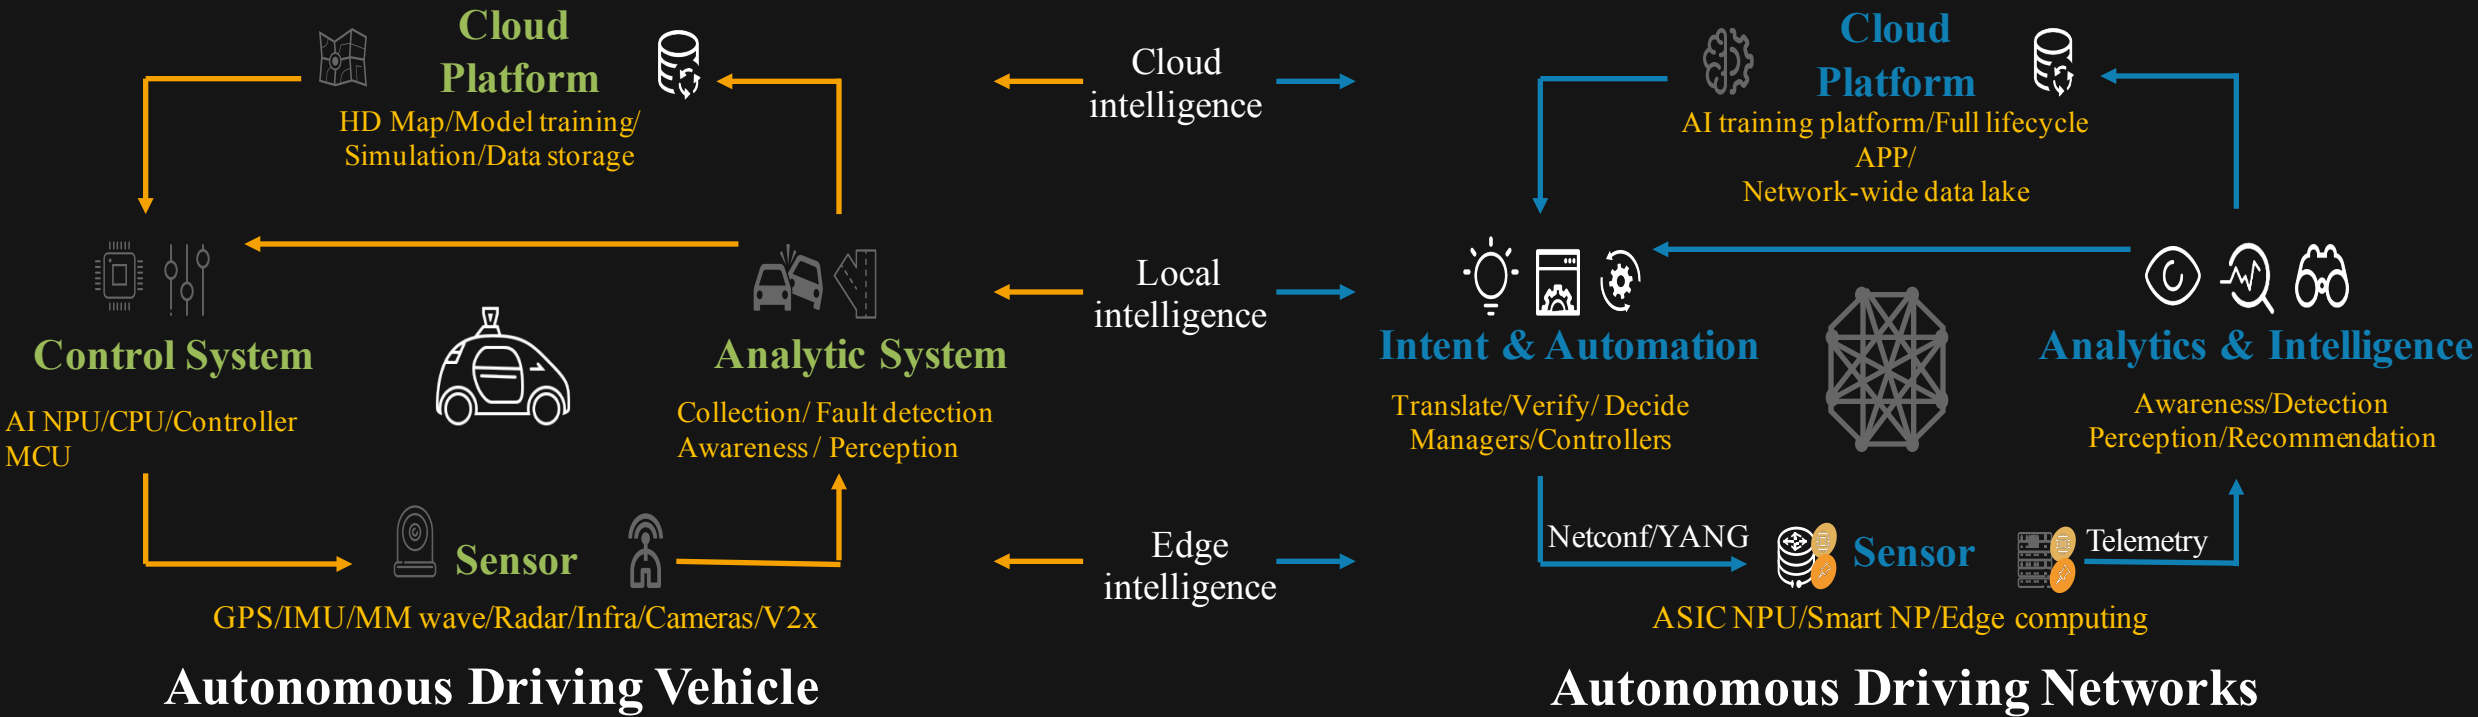 Cloud
Platform
HD Map/Model training/
Simulation/Data storage
Control System
AI NPU/CPU/Controller
MCU
Analytic System
Collection/ Fault detection
Awareness / Perception
Sensor
GPS/IMU/MM wave/Radar/Infra/Cameras/V2x
Autonomous Driving Vehicle
Cloud
intelligence
Local
intelligence
Edge
intelligence
Cloud
Platform
AI training platform/Full lifecycle
APP/
Network-wide data lake
Intent & Automation
Translate/Verify/ Decide
Managers/Controllers
Analytics & Intelligence
Awareness/Detection
Perception/Recommendation
Netconf/YANG
Sensor
Telemetry
ASIC NPU/Smart NP/Edge computing
Autonomous Driving Networks